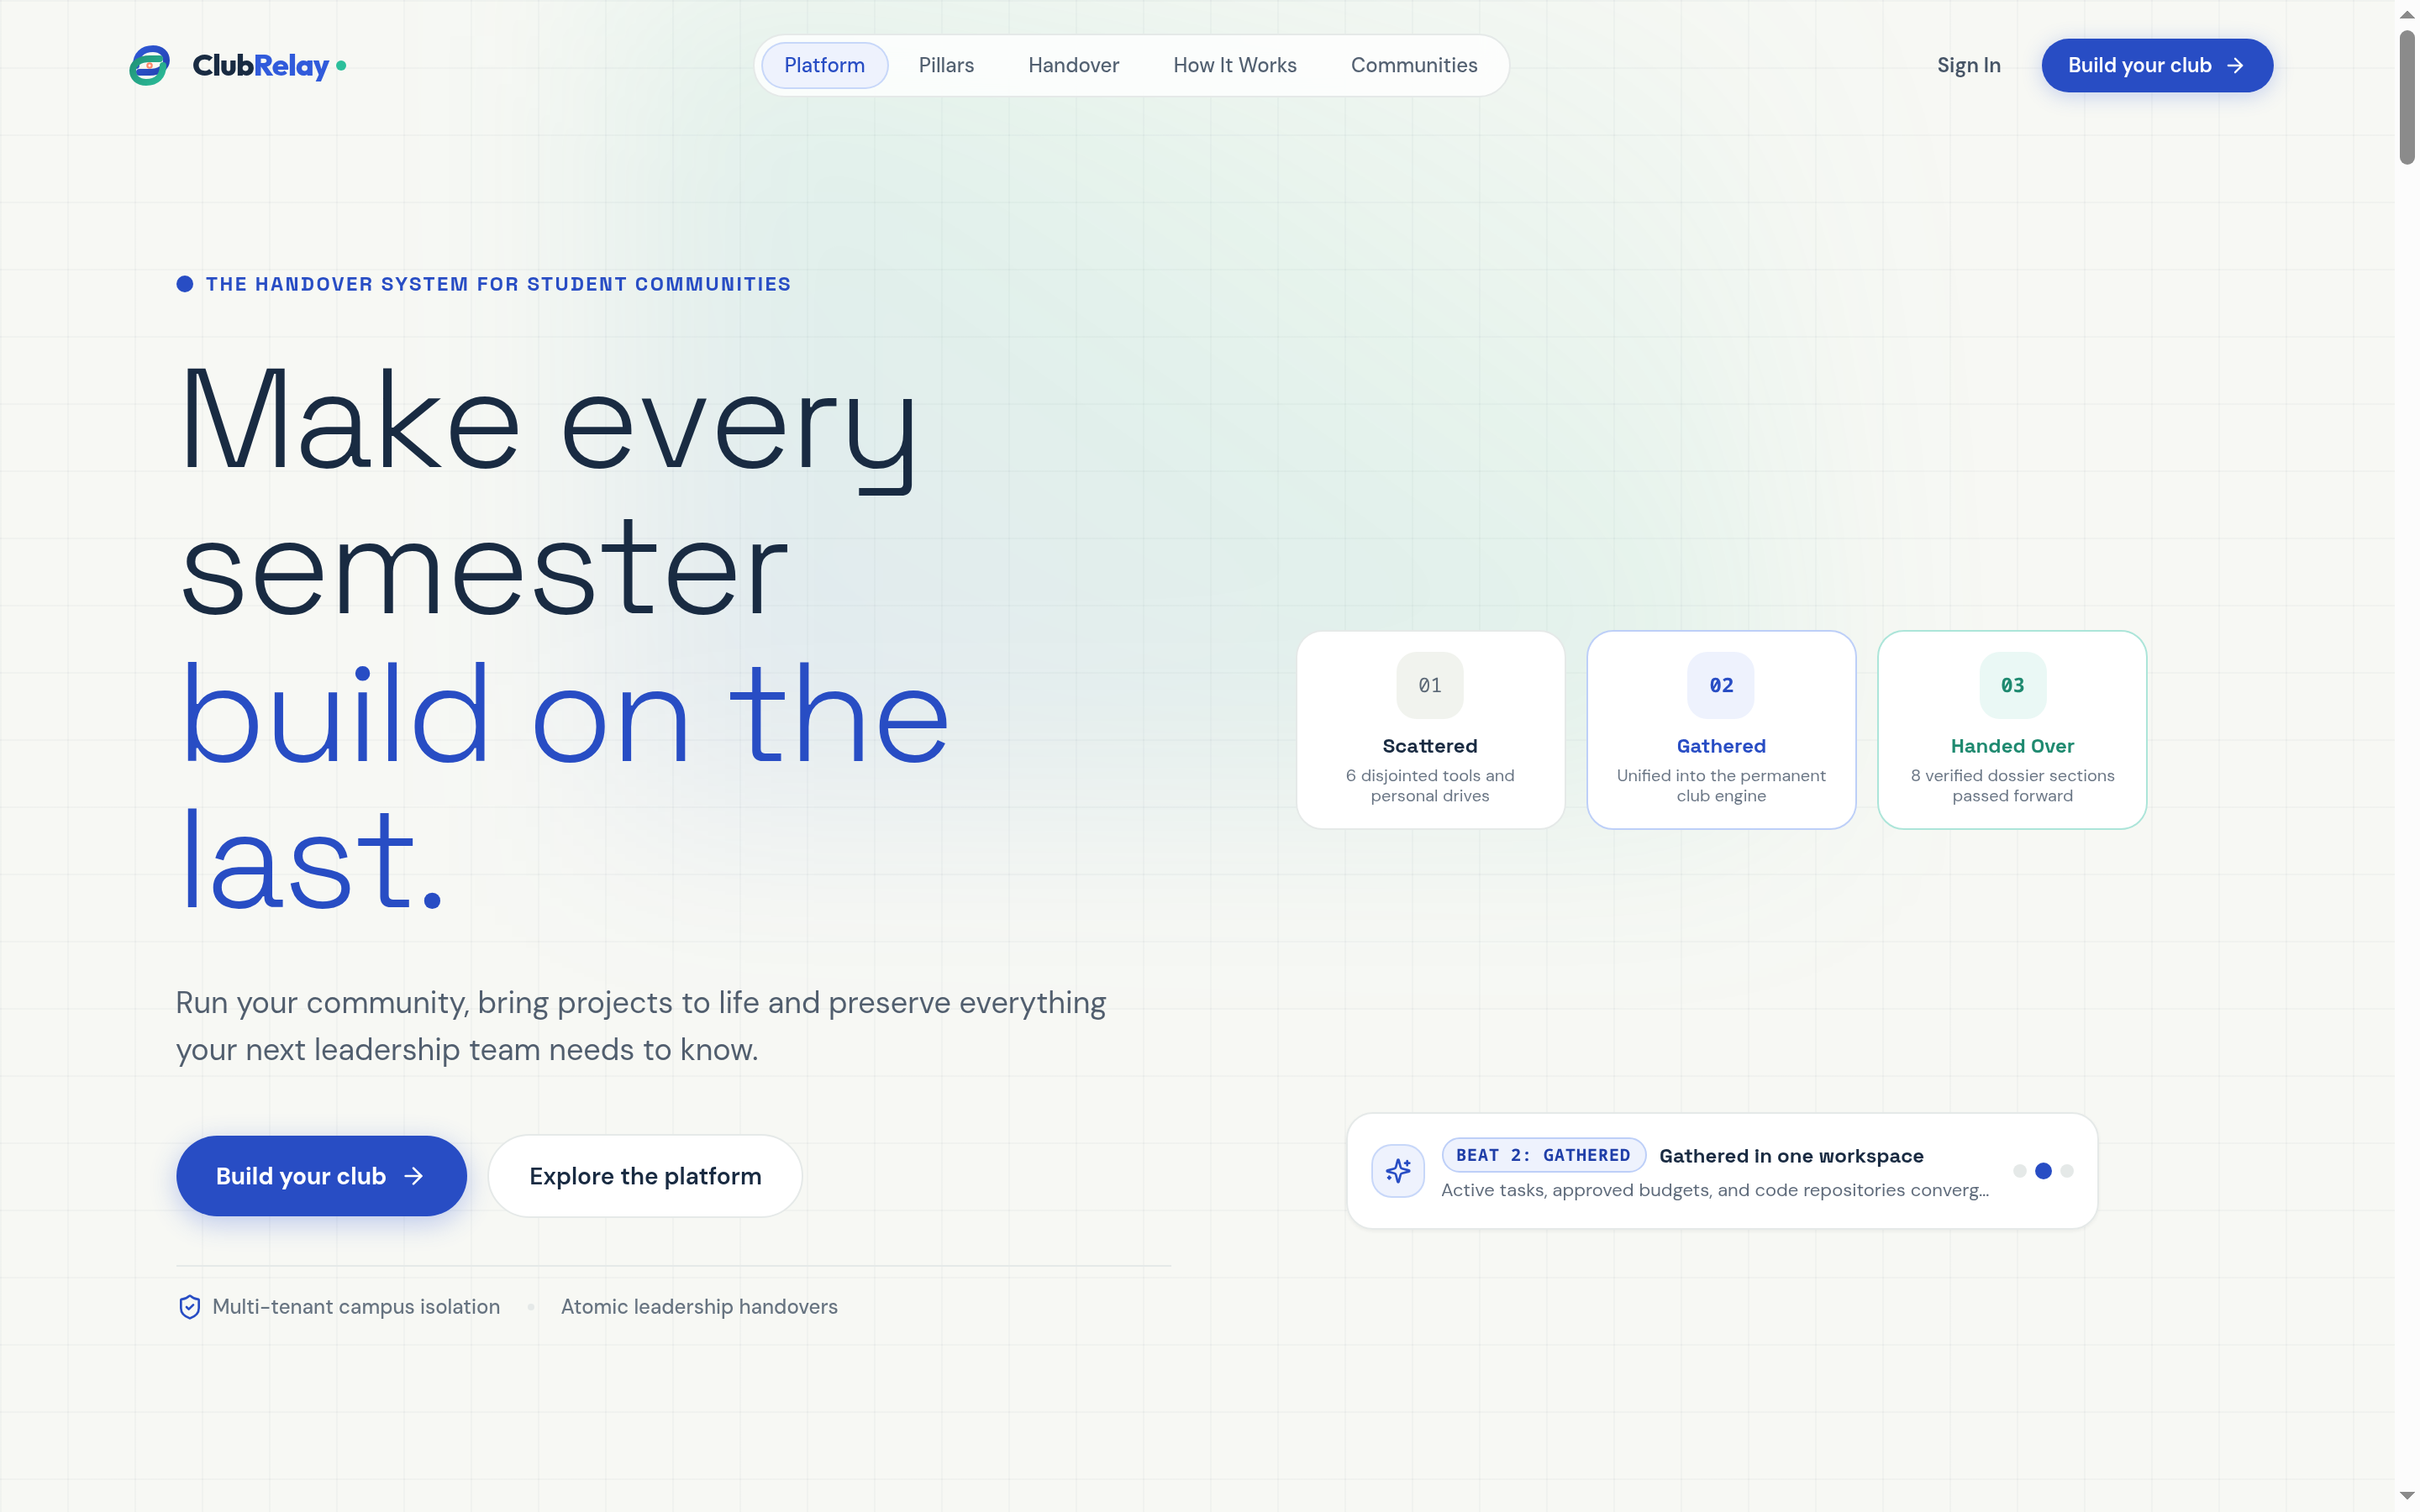 ClubRelay
Platform
Pillars
Handover
How It Works
Communities
Sign In
Build your club
THE HANDOVER SYSTEM FOR STUDENT COMMUNITIES
Make every
semester
build on the
last.
Run your community, bring projects to life and preserve everything
your next leadership team needs to know.
Build your club
Explore the platform
Multi-tenant campus isolation
Atomic leadership handovers
01
Scattered
6 disjointed tools and
personal drives
02
Gathered
Unified into the permanent
club engine
03
Handed Over
8 verified dossier sections
passed forward
BEAT 2: GATHERED
Gathered in one workspace
Active tasks, approved budgets, and code repositories converg...